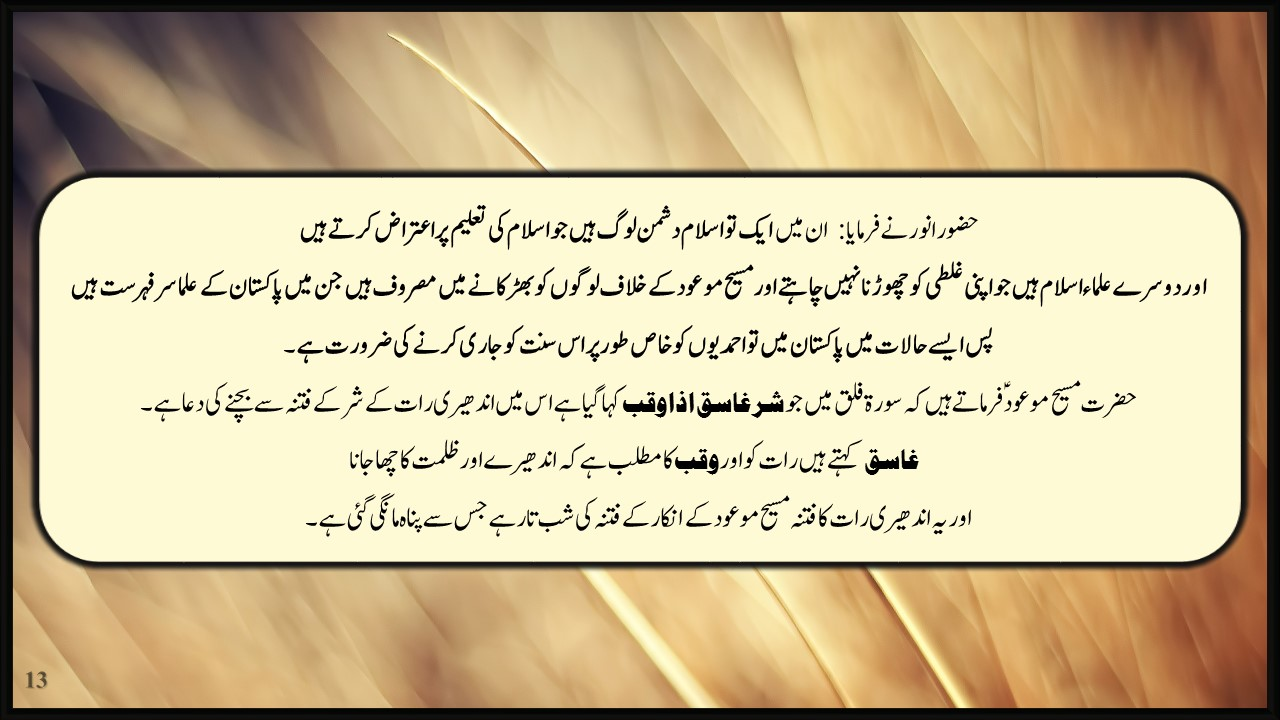 حضور انور نے فرمایا: ان میں ایک تو اسلام دشمن لوگ ہیں جو اسلام کی تعلیم پر اعتراض کرتے ہیں
اور دوسرے علماء اسلام ہیں جو اپنی غلطی کو چھوڑنا نہیں چاہتے اور مسیح موعود کے خلاف لوگوں کو بھڑکانے میں مصروف ہیں جن میں پاکستان کے علما سر فہرست ہیں
پس ایسے حالات میں پاکستان میں تو احمدیوں کو خاص طور پر اس سنت کو جاری کرنے کی ضرورت ہے۔
حضرت مسیح موعودؑ فرماتے ہیں کہ سورۃ فلق میں جو شر غاسق اذا وقب کہا گیا ہے اس میں اندھیری رات کے شر کے فتنہ سے بچنے کی دعا ہے۔
غاسق کہتے ہیں رات کو اور وقب کا مطلب ہے کہ اندھیرے اور ظلمت کا چھا جانا
اور یہ اندھیری رات کا فتنہ مسیح موعود کے انکار کے فتنہ کی شب تار ہے جس سے پناہ مانگی گئی ہے۔
13